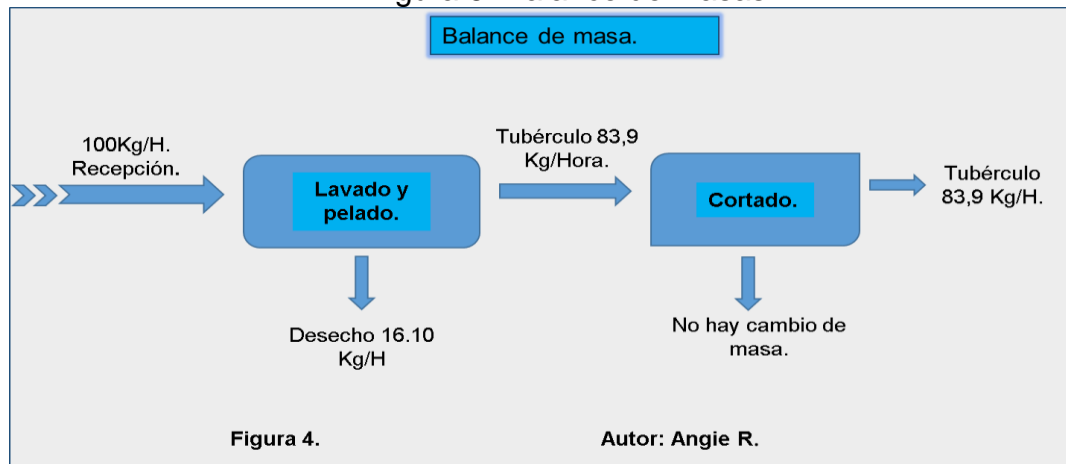 Balance de masa.
100Kg/H.
Recepción.
Lavado y
pelado.
Desecho 16.10
Kg/H
Tubérculo 83,9
Kg/Hora.
Cortado.
No hay cambio de
masa.
Tubérculo
83,9 Kg/H.
Figura 4.
Autor: Angie R.